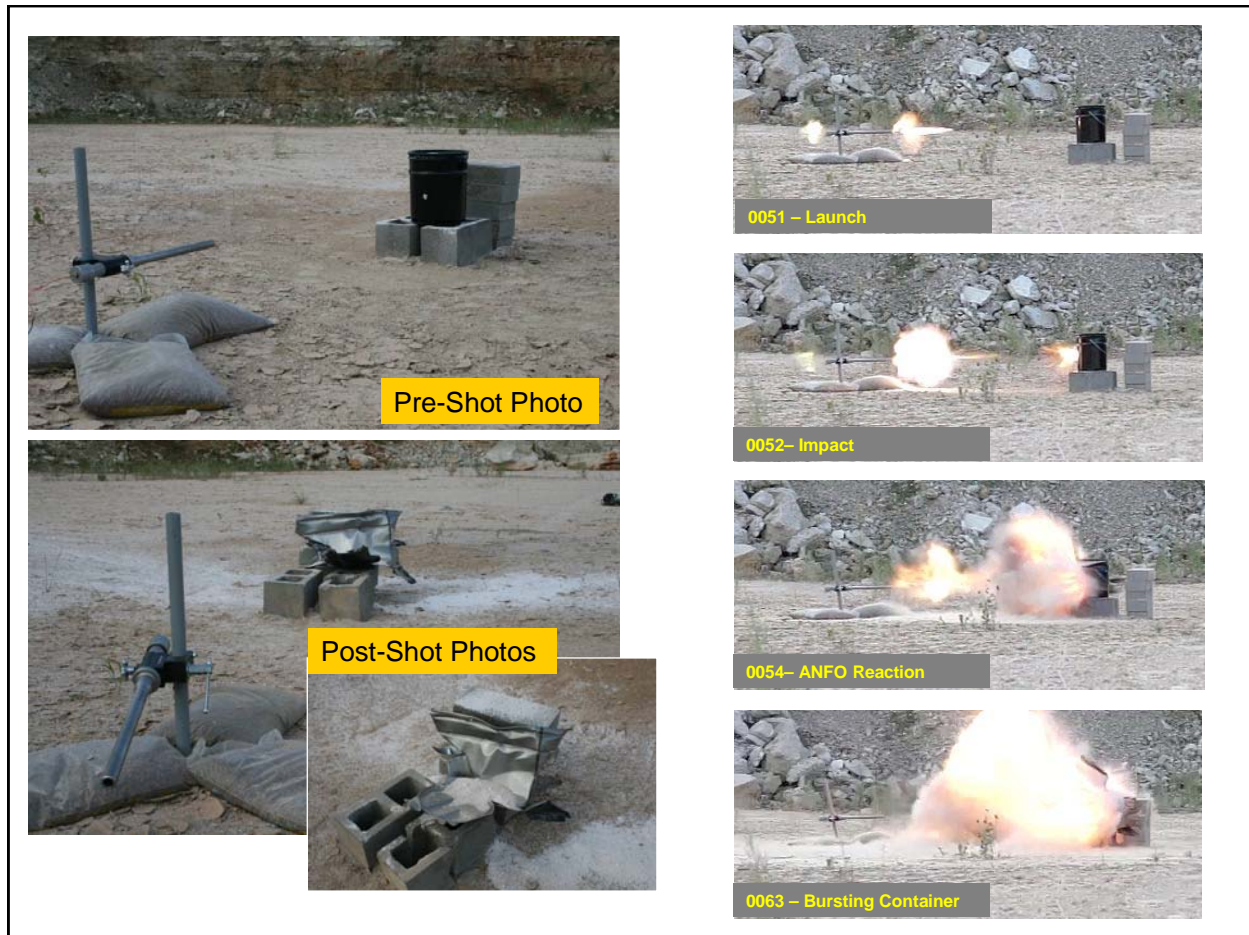 Pre-Shot Photo
Post-Shot Photos
0051 – Launch
0052– Impact
0054– ANFO Reaction
0063 – Bursting Container